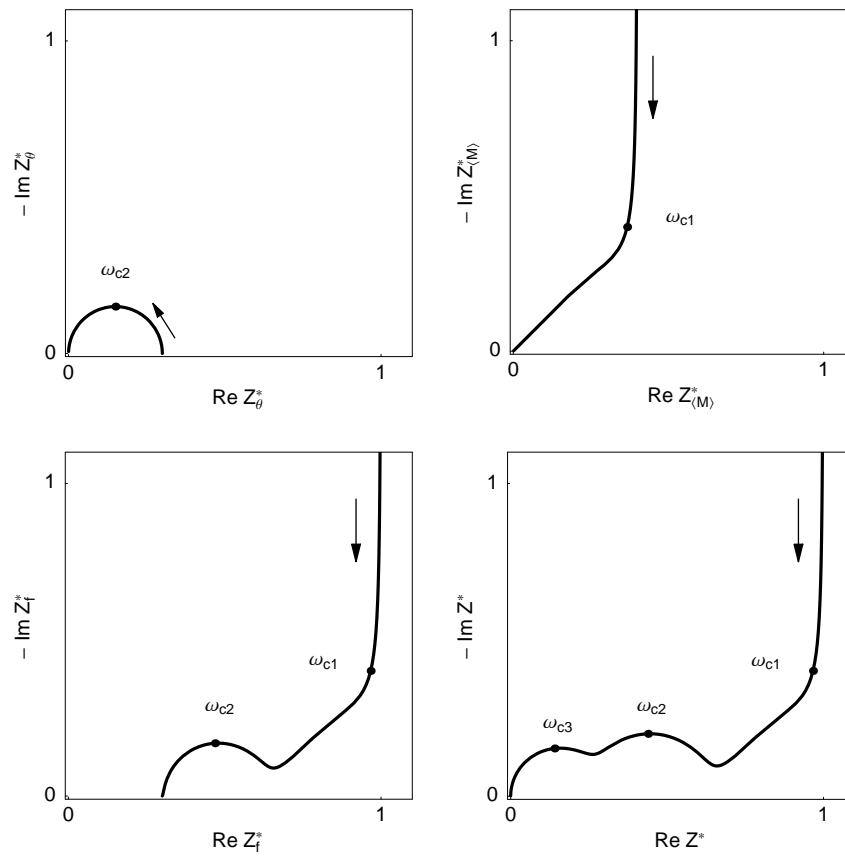 1
− Im Z*θ
ωc2
0
0
1
Re Z*θ
1
− Im Z*⟨M⟩
ωc1
0
0
1
Re Z*⟨M⟩
1
− Im Z*f
ωc1
ωc2
0
0
1
Re Z*f
1
− Im Z*
ωc1
ωc2
ωc3
0
0
1
Re Z*